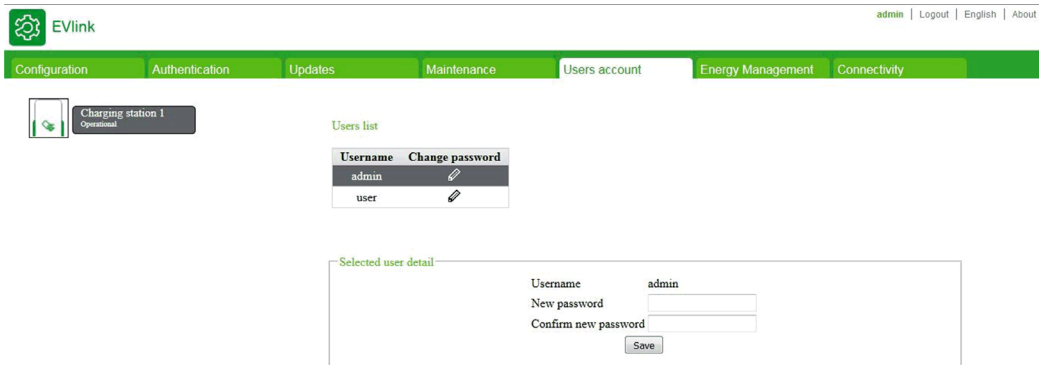 admin | Logout | English | About
EVlink
Configuration Authentication Updates Maintenance Users account Energy Management Connectivity
Charging station 1
Operational
Users list
Username Change password
admin
user
Selected user detail
Username admin
New password
Confirm new password
Save